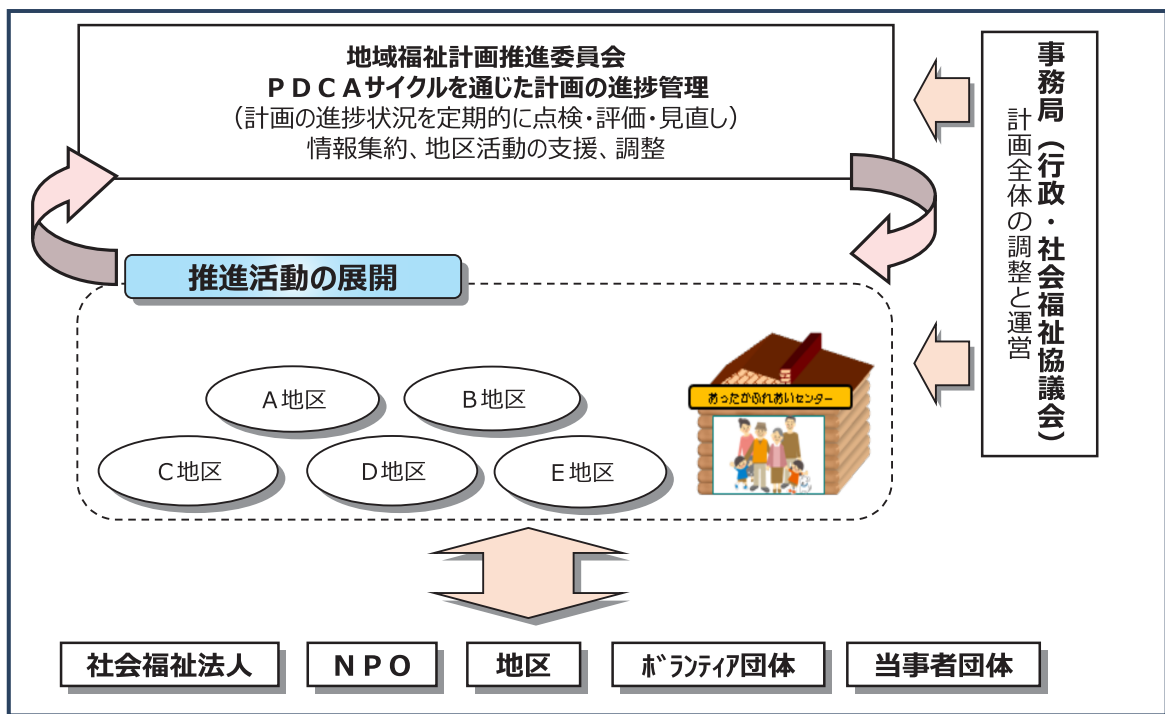 地域福祉計画推進委員会
ＰＤＣＡサイクルを通じた計画の進捗管理
（計画の進捗状況を定期的に点検・評価・見直し）
情報集約、地区活動の支援、調整
事務局（行政・社会福祉協議会）
計画全体の調整と運営
推進活動の展開
Ａ地区
Ｂ地区
あったかふれあいセンター
Ｃ地区
Ｄ地区
Ｅ地区
社会福祉法人
ＮＰＯ
地区
ﾎﾞﾗﾝﾃｨｱ団体
当事者団体